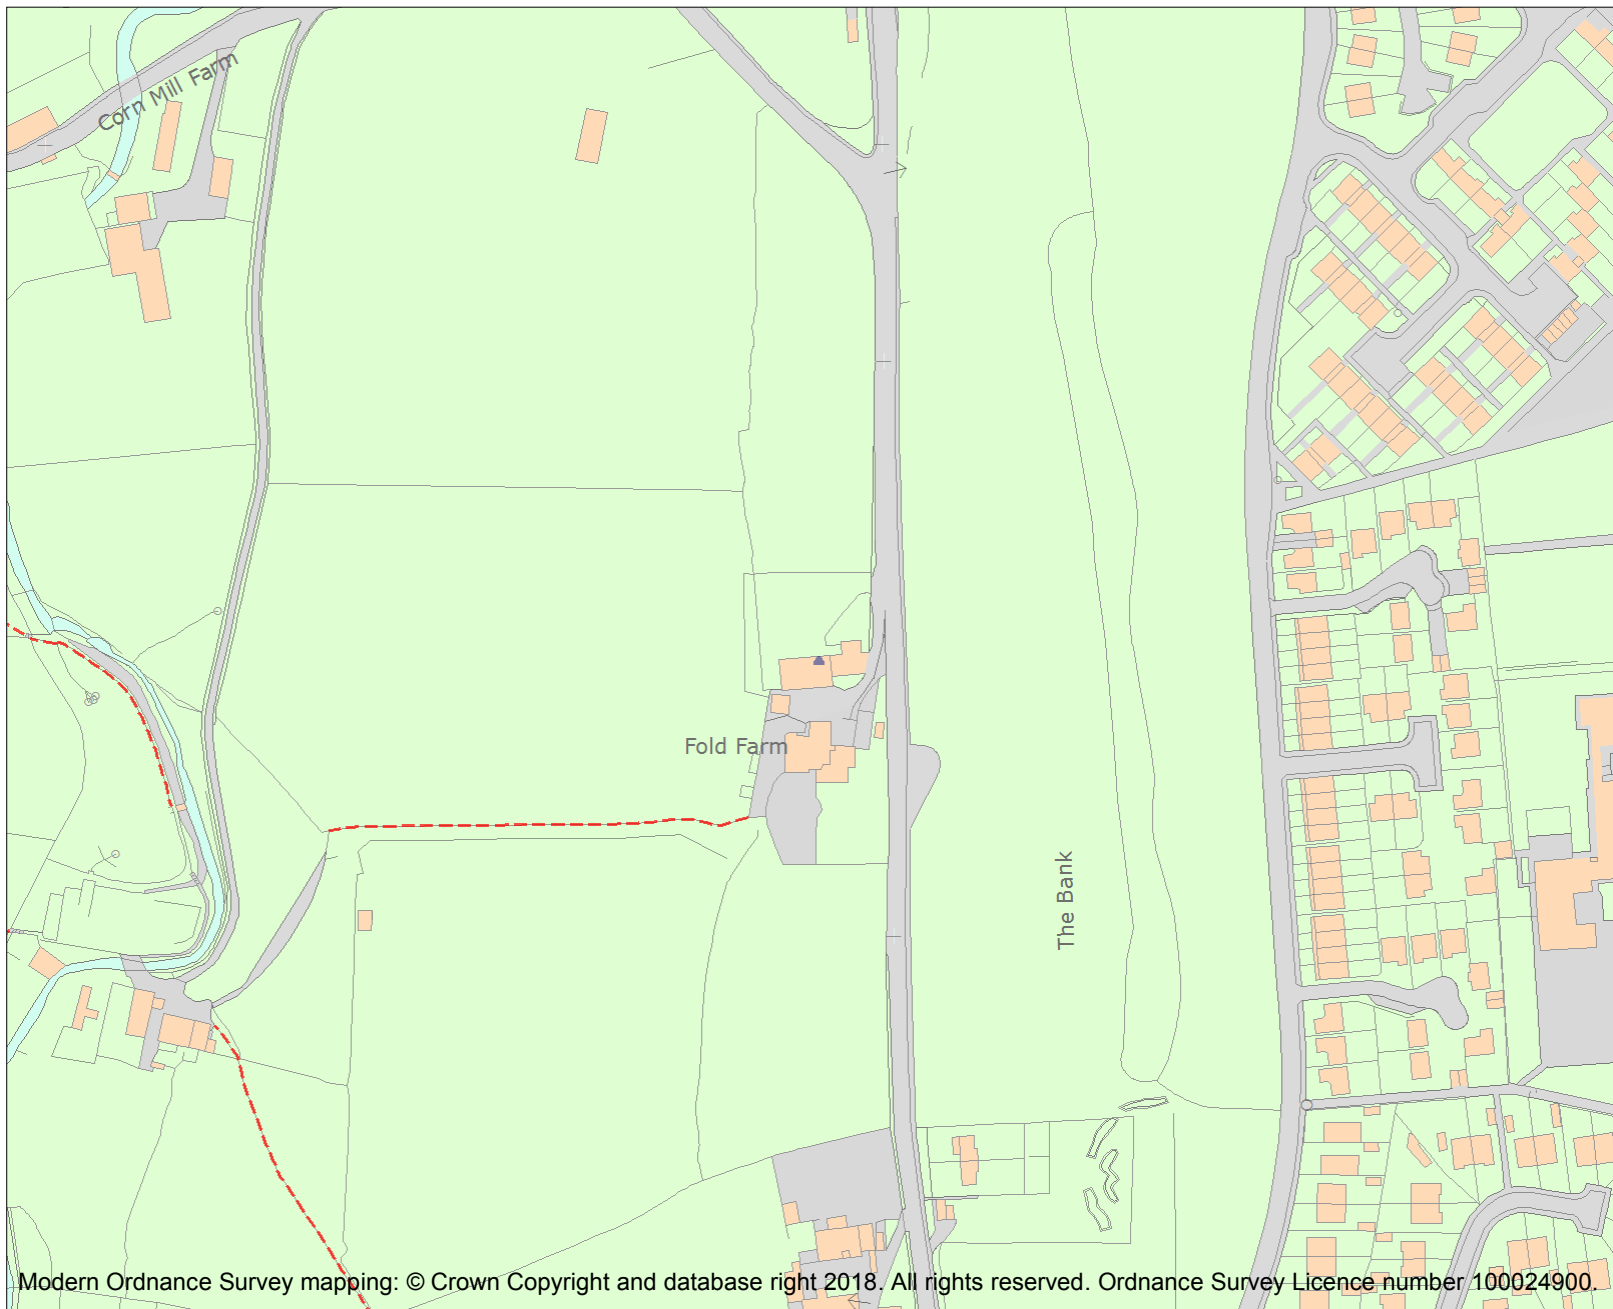 Corn Mill Farm
Fold Farm
The Bank
Modern Ordnance Survey mapping: © Crown Copyright and database right 2018. All rights reserved. Ordnance Survey Licence number 100024900.